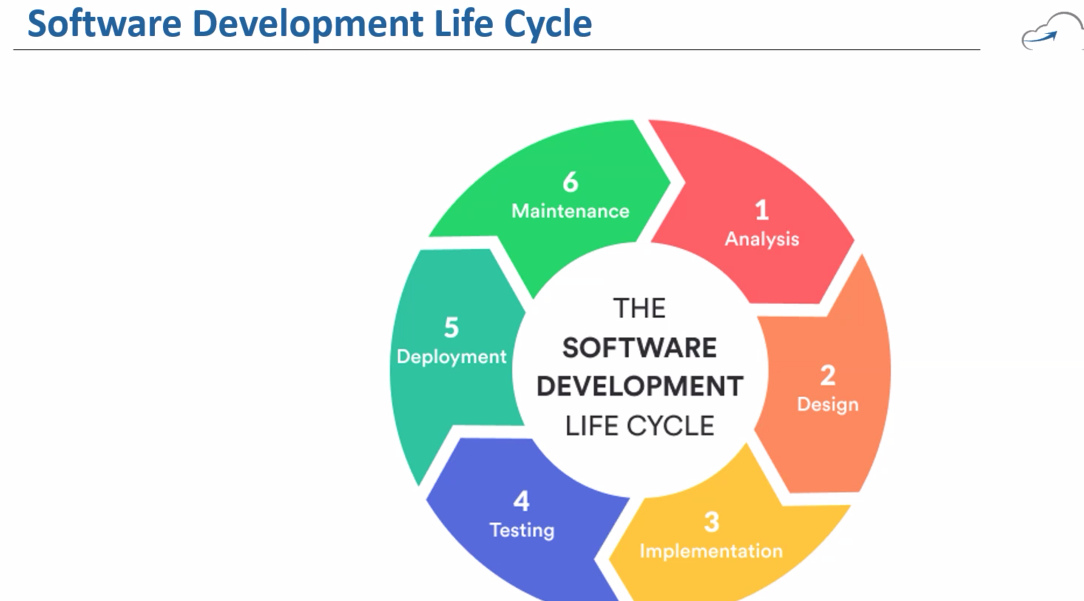 Software Development Life Cycle
6
Maintenance
1
Analysis
5
Deployment
THE
SOFTWARE
DEVELOPMENT
LIFE CYCLE
2
Design
4
Testing
3
Implementation